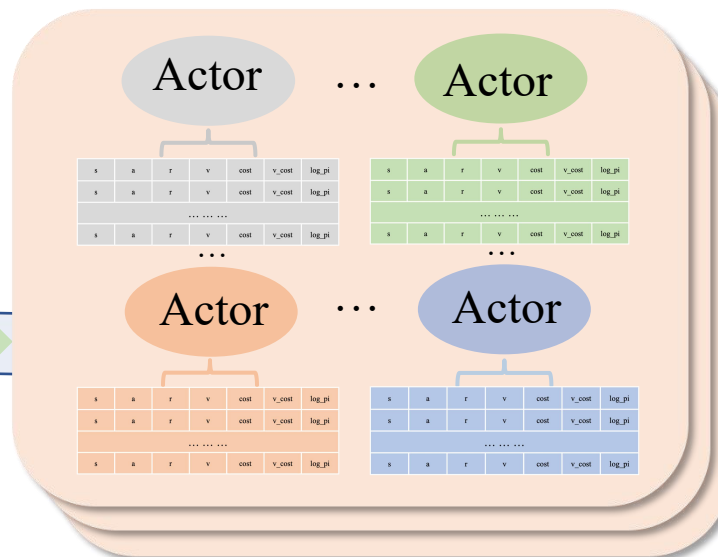 Actor … Actor
s a r v cost v_cost log_pi
s a r v cost v_cost log_pi
… … …
s a r v cost v_cost log_pi
…
s a r v cost v_cost log_pi
s a r v cost v_cost log_pi
… … …
s a r v cost v_cost log_pi
…
Actor … Actor
s a r v cost v_cost log_pi
s a r v cost v_cost log_pi
… … …
s a r v cost v_cost log_pi
s a r v cost v_cost log_pi
s a r v cost v_cost log_pi
… … …
s a r v cost v_cost log_pi